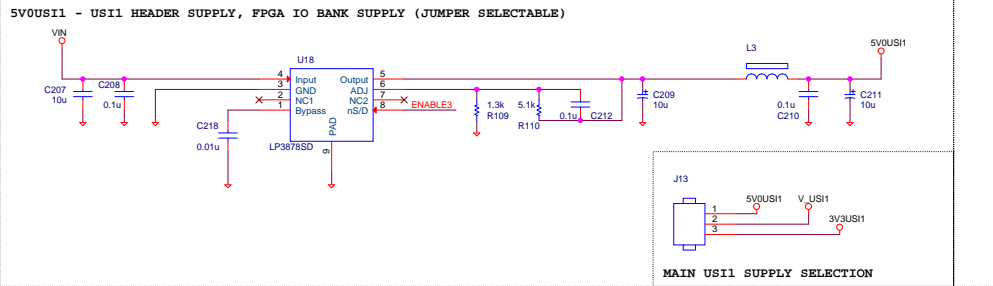 5V0USI1 - USI1 HEADER SUPPLY, FPGA IO BANK SUPPLY (JUMPER SELECTABLE)
VIN
C207
10u
C208
0.1u
C218
0.01u
U18
4 Input
3 GND
2 NC1
1 Bypass
Output 5
ADJ 6
NC2 7
nS/D 8
PAD
9
LP3878SD
ENABLE3
1.3k
R109
5.1k
R110
0.1u C212
C209
10u
L3
0.1u
C210
C211
10u
5V0USI1
J13
1
2
3
5V0USI1
V_USI1
3V3USI1
MAIN USI1 SUPPLY SELECTION